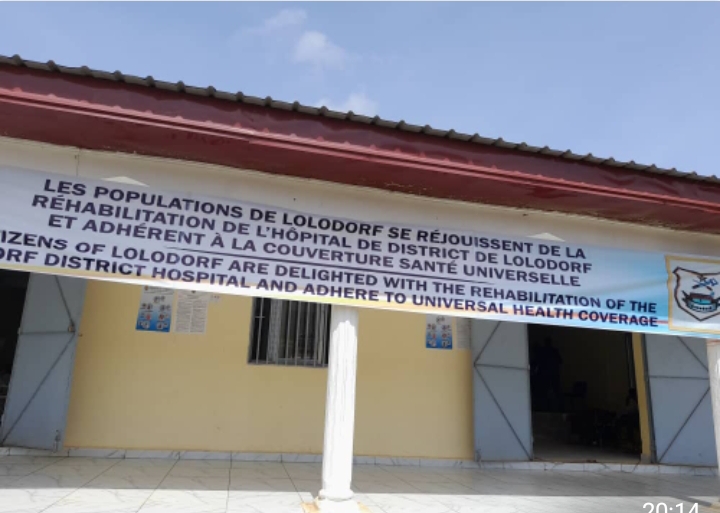 LES POPULATIONS DE LOLODORF SE RÉJOUISSENT DE LA
RÉHABILITATION DE L'HÔPITAL DE DISTRICT DE LOLODORF
ET ADHÉRENT À LA COUVERTURE SANTÉ UNIVERSELLE
IZENS OF LOLODORF ARE DELIGHTED WITH THE REHABILITATION OF THE
ORF DISTRICT HOSPITAL AND ADHERE TO UNIVERSAL HEALTH COVERAGE
20:14